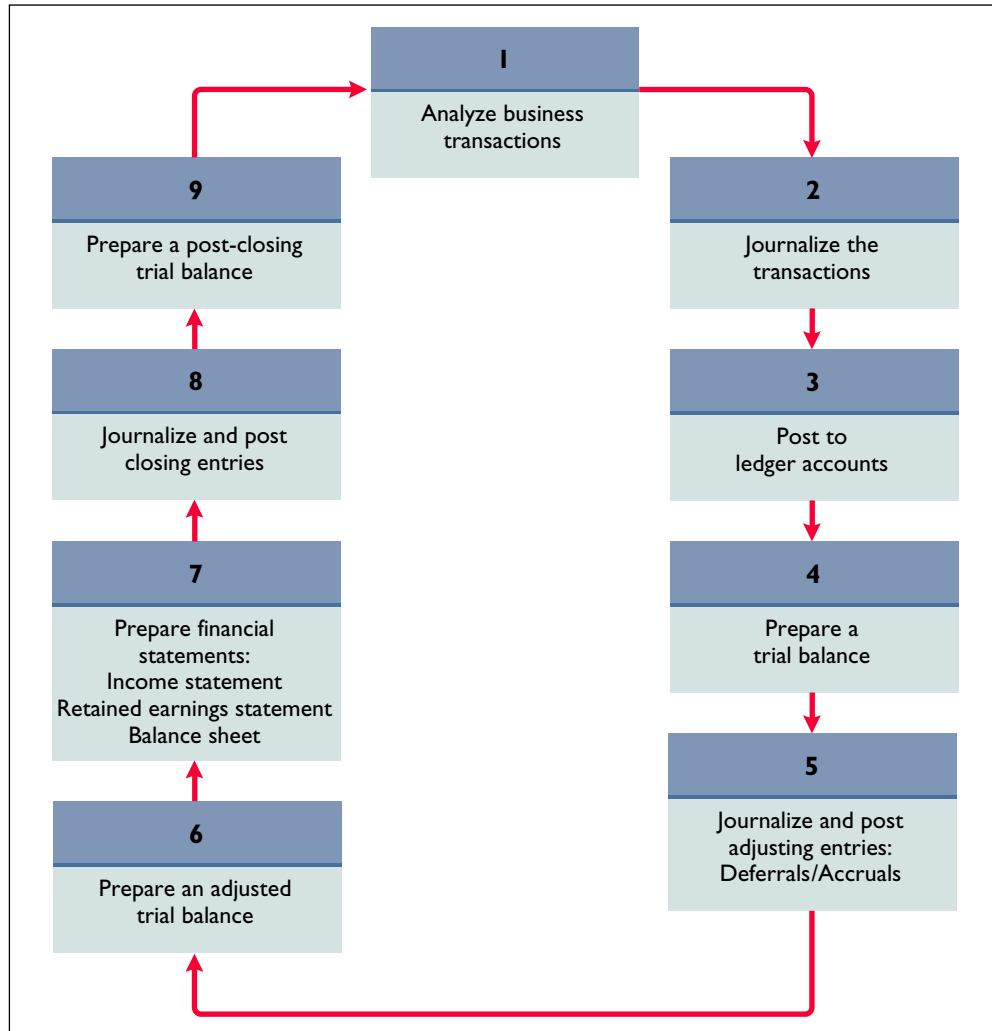 1
Analyze business
transactions
2
Journalize the
transactions
3
Post to
ledger accounts
4
Prepare a
trial balance
5
Journalize and post
adjusting entries:
Deferrals/Accruals
6
Prepare an adjusted
trial balance
7
Prepare financial
statements:
Income statement
Retained earnings statement
Balance sheet
8
Journalize and post
closing entries
9
Prepare a post-closing
trial balance